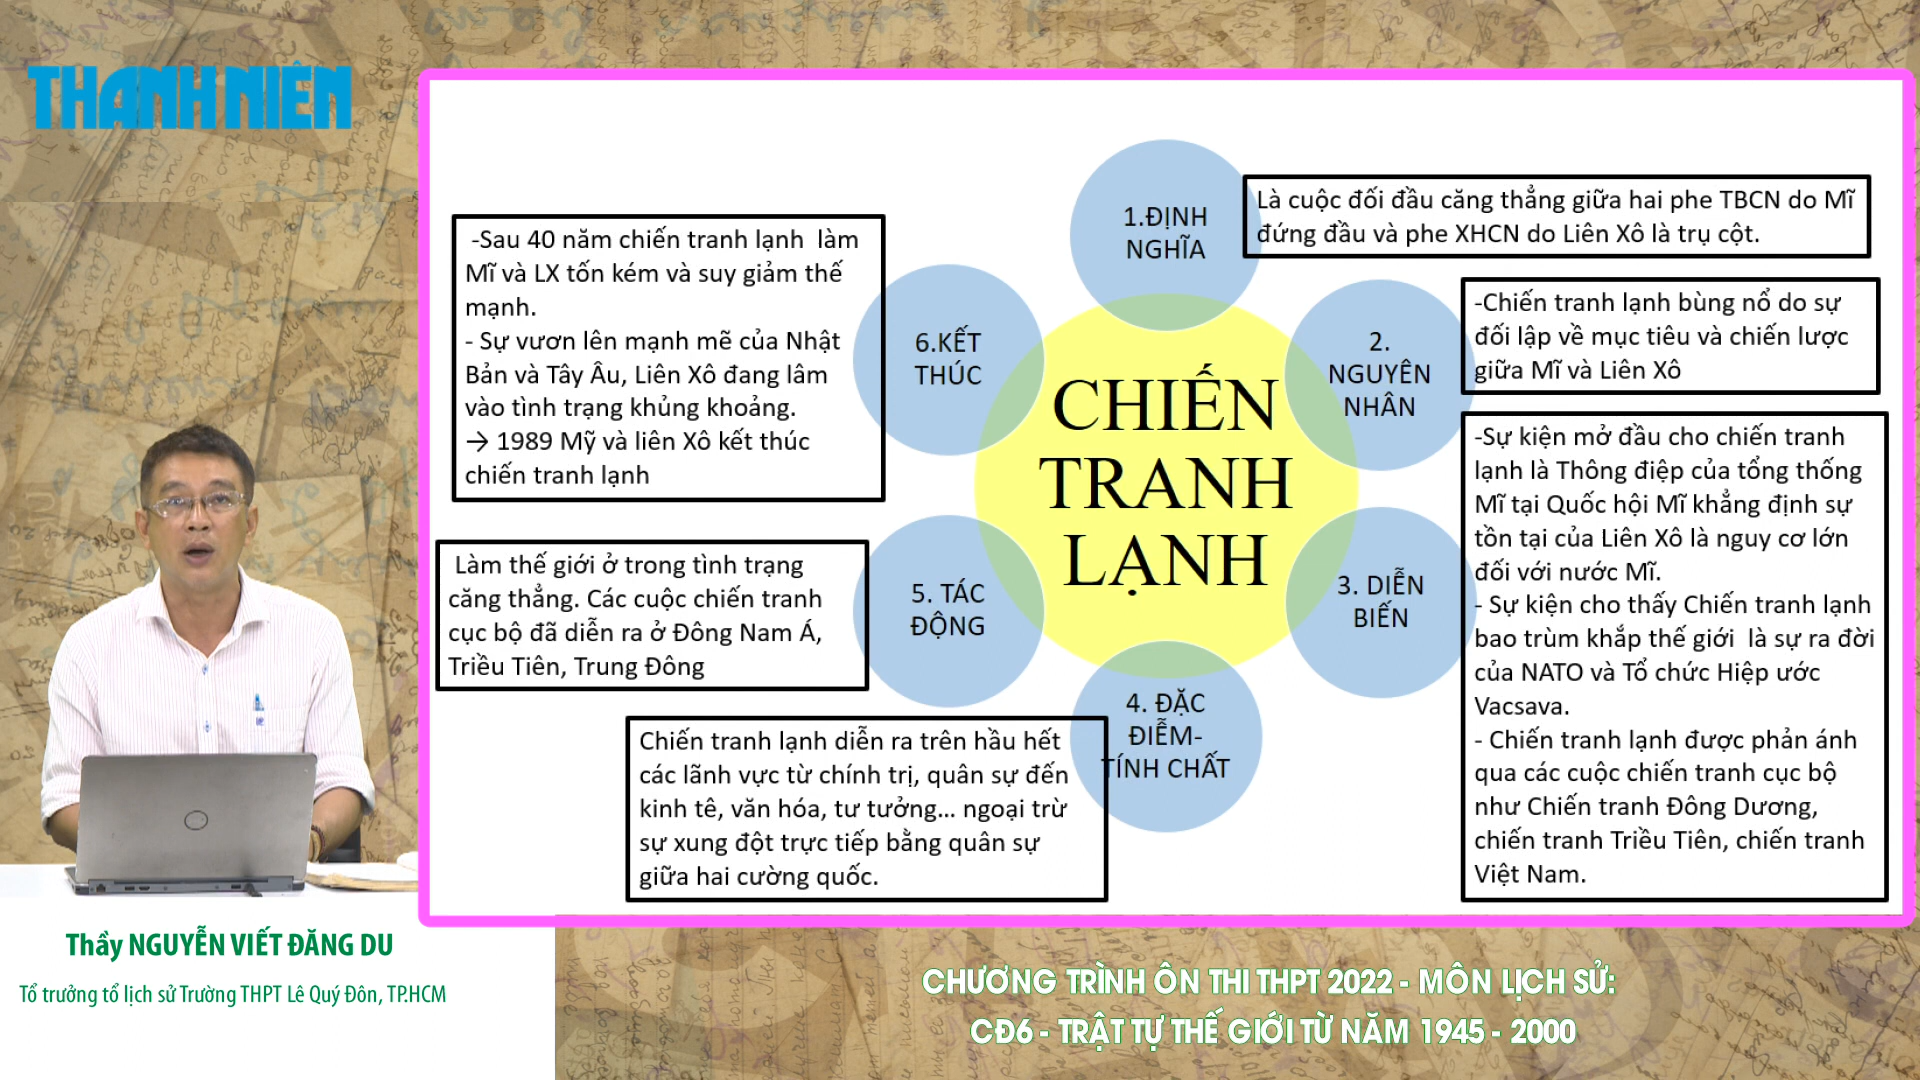 THANH NIÊN
1.ĐỊNH
NGHĨA
Là cuộc đối đầu căng thẳng giữa hai phe TBCN do Mĩ
đứng đầu và phe XHCN do Liên Xô là trụ cột.
2.
NGUYÊN
NHÂN
-Chiến tranh lạnh bùng nổ do sự
đối lập về mục tiêu và chiến lược
giữa Mĩ và Liên Xô
CHIẾN
TRANH
LẠNH
3. DIỄN
BIẾN
-Sự kiện mở đầu cho chiến tranh
lạnh là Thông điệp của tổng thống
Mĩ tại Quốc hội Mĩ khẳng định sự
tồn tại của Liên Xô là nguy cơ lớn
đối với nước Mĩ.
- Sự kiện cho thấy Chiến tranh lạnh
bao trùm khắp thế giới là sự ra đời
của NATO và Tổ chức Hiệp ước
Vacsava.
- Chiến tranh lạnh được phản ánh
qua các cuộc chiến tranh cục bộ
như Chiến tranh Đông Dương,
chiến tranh Triều Tiên, chiến tranh
Việt Nam.
4. ĐẶC
ĐIỂM-
TÍNH CHẤT
Chiến tranh lạnh diễn ra trên hầu hết
các lãnh vực từ chính trị, quân sự đến
kinh tê, văn hóa, tư tưởng... ngoại trừ
sự xung đột trực tiếp bằng quân sự
giữa hai cường quốc.
5. TÁC
ĐỘNG
Làm thế giới ở trong tình trạng
căng thẳng. Các cuộc chiến tranh
cục bộ đã diễn ra ở Đông Nam Á,
Triều Tiên, Trung Đông
6.KẾT
THÚC
-Sau 40 năm chiến tranh lạnh làm
Mĩ và LX tốn kém và suy giảm thế
mạnh.
- Sự vươn lên mạnh mẽ của Nhật
Bản và Tây Âu, Liên Xô đang lâm
vào tình trạng khủng khoảng.
→ 1989 Mỹ và liên Xô kết thúc
chiến tranh lạnh
Thầy NGUYỄN VIẾT ĐĂNG DU
Tổ trưởng tổ lịch sử Trường THPT Lê Quý Đôn, TP.HCM
CHƯƠNG TRÌNH ÔN THI THPT 2022 - MÔN LỊCH SỬ:
CĐ6 - TRẬT TỰ THẾ GIỚI TỪ NĂM 1945 - 2000